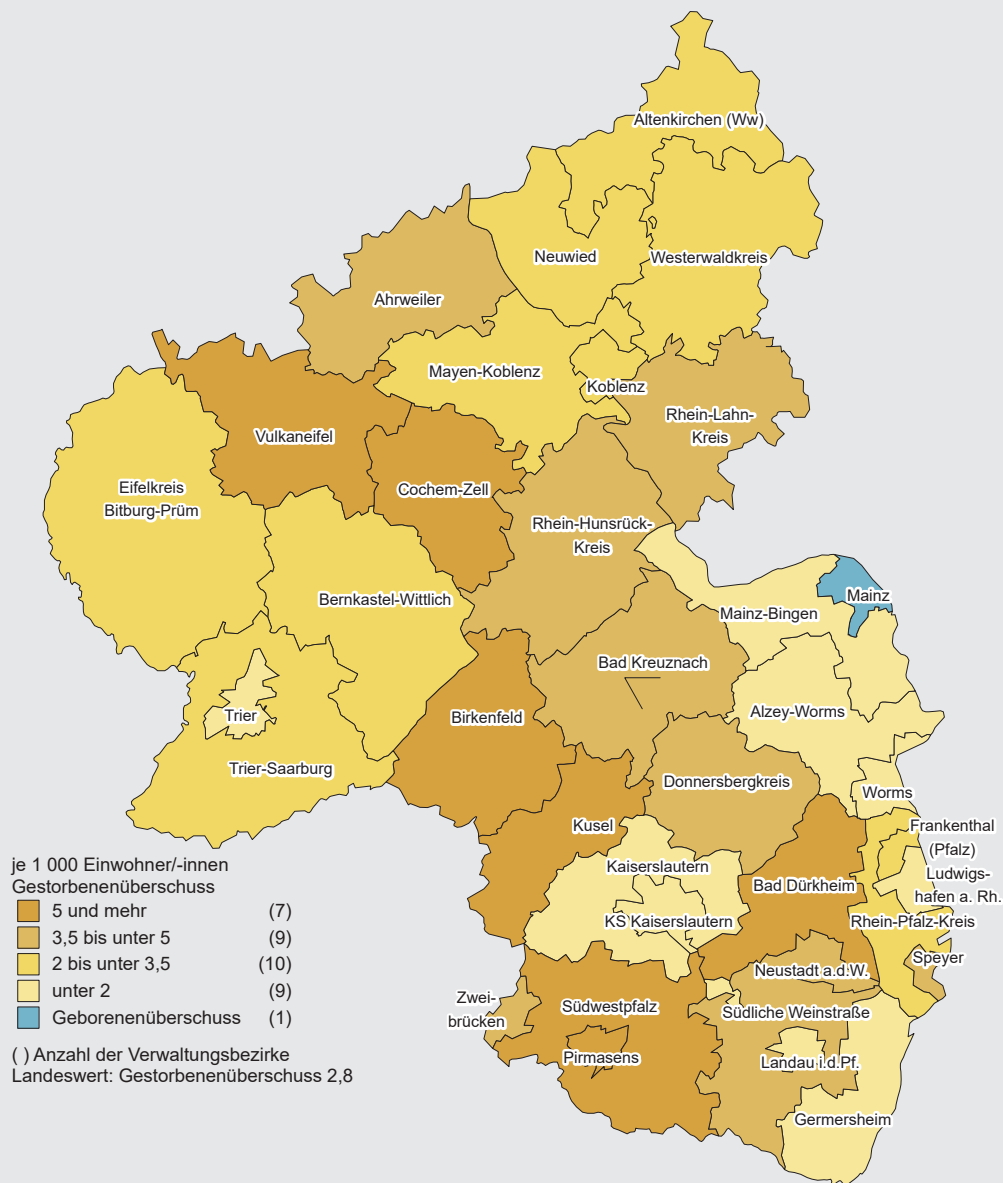 Altenkirchen (Ww)
Neuwied
Westerwaldkreis
Ahrweiler
Mayen-Koblenz
Koblenz
Rhein-Lahn-
Kreis
Vulkaneifel
Cochem-Zell
Eifelkreis
Bitburg-Prüm
Rhein-Hunsrück-
Kreis
Bernkastel-Wittlich
Mainz
Mainz-Bingen
Bad Kreuznach
Trier
Birkenfeld
Alzey-Worms
Trier-Saarburg
Donnersbergkreis
Worms
Kusel
Frankenthal
(Pfalz)
Kaiserslautern
Bad Dürkheim
Ludwigs-
hafen a. Rh.
KS Kaiserslautern
Rhein-Pfalz-Kreis
Speyer
Neustadt a.d.W.
Zwei-
brücken
Südwestpfalz
Südliche Weinstraße
Pirmasens
Landau i.d.Pf.
Germersheim
je 1 000 Einwohner/-innen
Gestorbenenüberschuss
5 und mehr (7)
3,5 bis unter 5 (9)
2 bis unter 3,5 (10)
unter 2 (9)
Geborenenüberschuss (1)
( ) Anzahl der Verwaltungsbezirke
Landeswert: Gestorbenenüberschuss 2,8